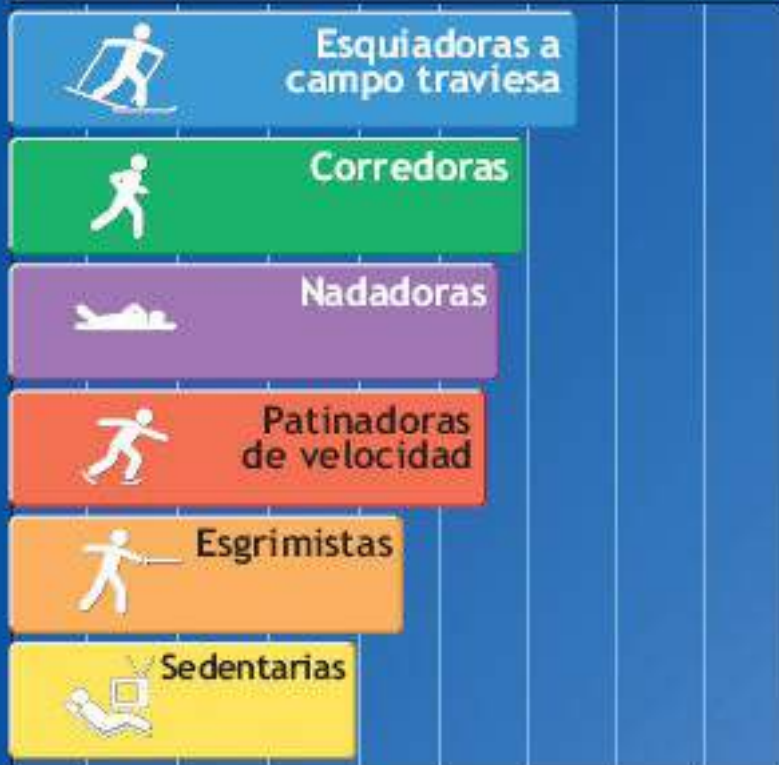 Esquiadoras a
campo traviesa
Corredoras
Nadadoras
Patinadoras
de velocidad
Esgrimistas
Sedentarias